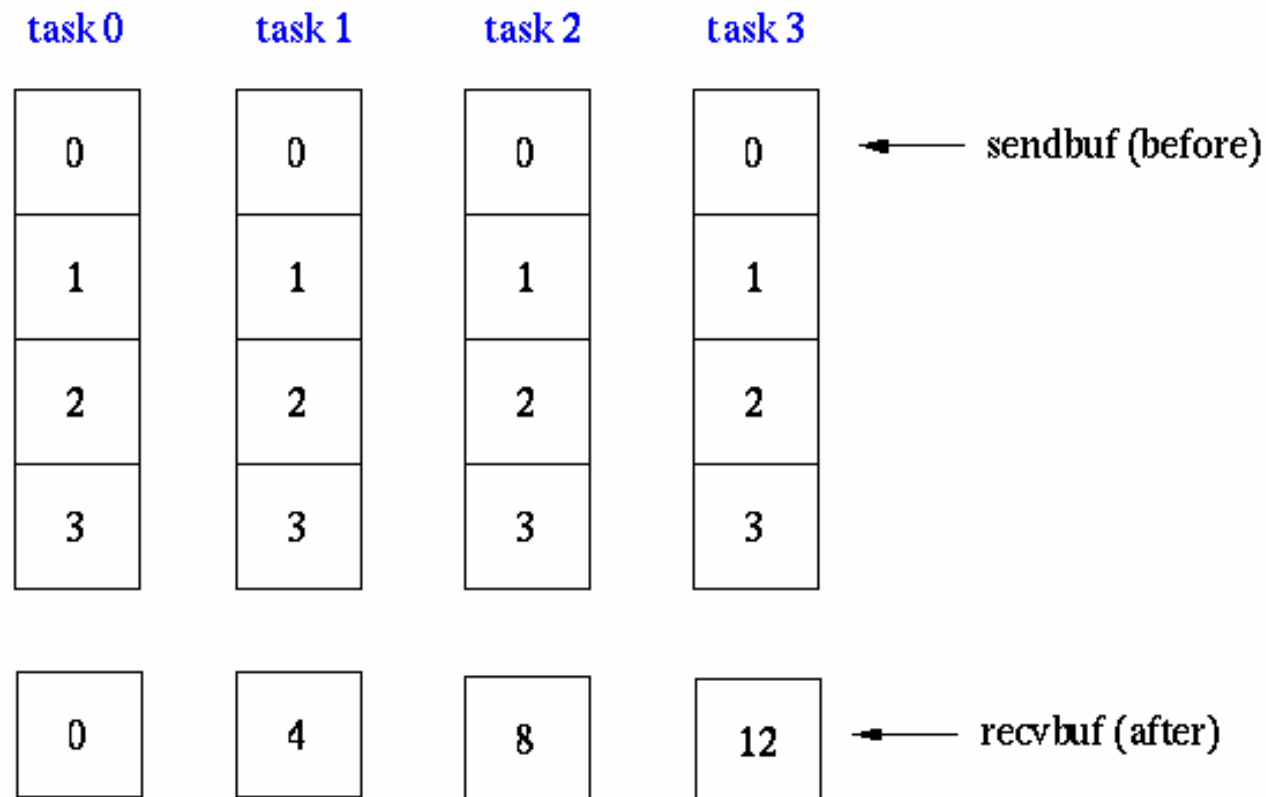 task 0 task 1 task 2 task 3
0 0 0 0 sendbuf (before)
1 1 1 1
2 2 2 2
3 3 3 3
0 4 8 12 recvbuf (after)